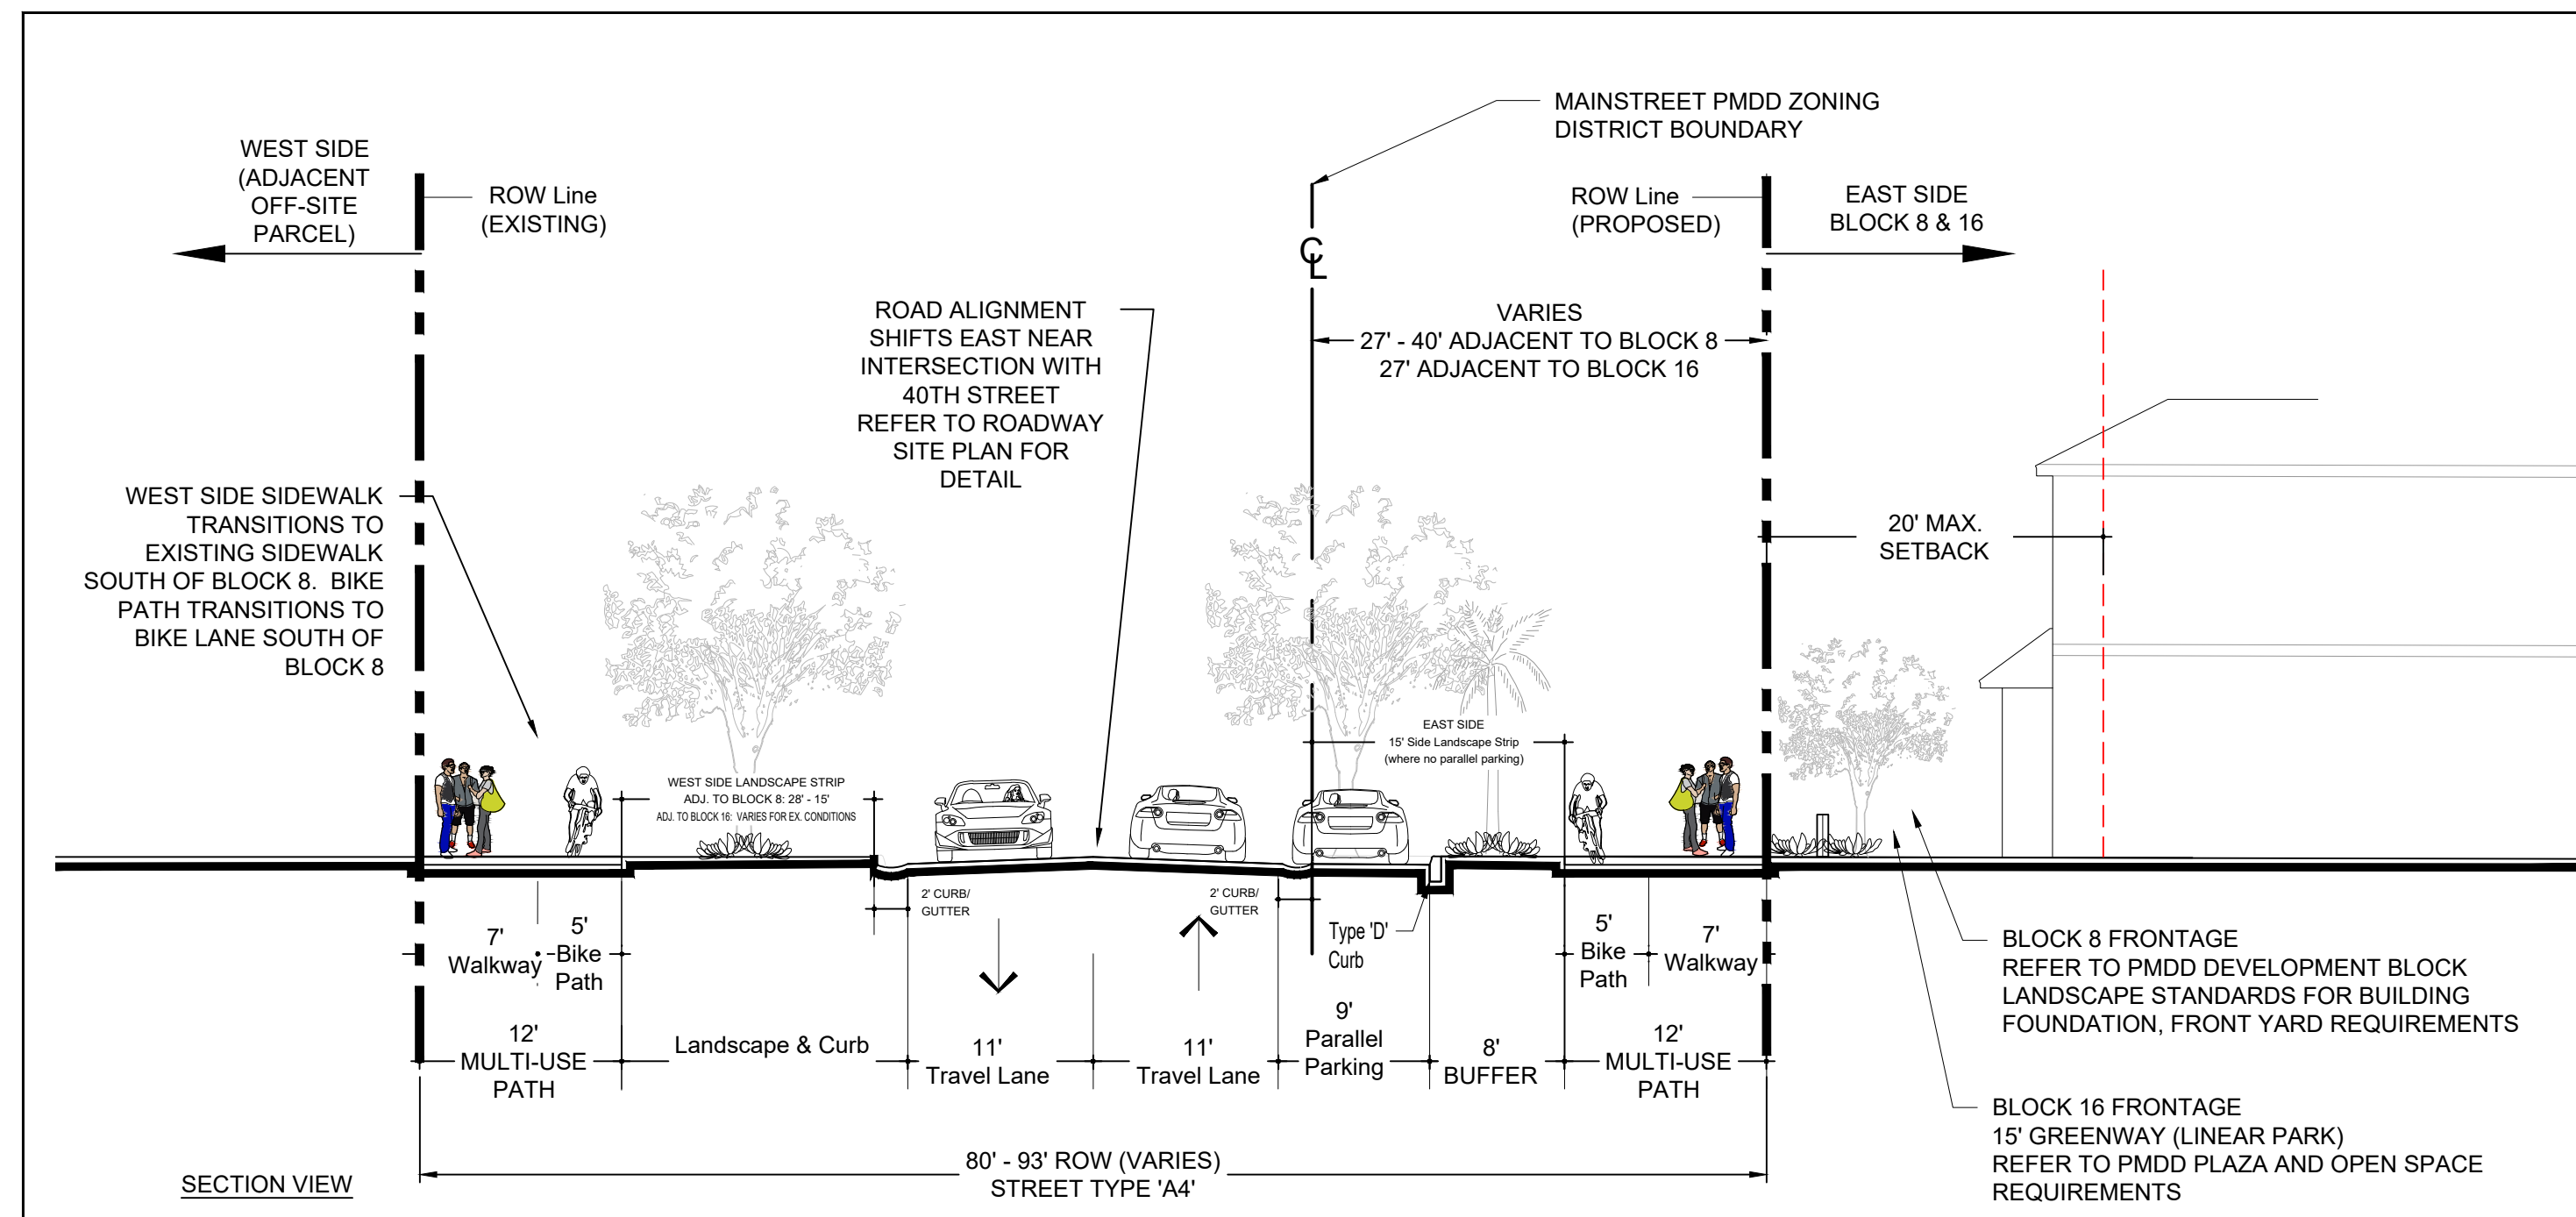 MAINSTREET PMDD ZONING
DISTRICT BOUNDARY
WEST SIDE
(ADJACENT
OFF-SITE
PARCEL)
ROW Line
(EXISTING)
ROW Line
(PROPOSED)
EAST SIDE
BLOCK 8 & 16
CL
ROAD ALIGNMENT
SHIFTS EAST NEAR
INTERSECTION WITH
40TH STREET
REFER TO ROADWAY
SITE PLAN FOR
DETAIL
VARIES
27' - 40' ADJACENT TO BLOCK 8
27' ADJACENT TO BLOCK 16
WEST SIDE SIDEWALK
TRANSITIONS TO
EXISTING SIDEWALK
SOUTH OF BLOCK 8. BIKE
PATH TRANSITIONS TO
BIKE LANE SOUTH OF
BLOCK 8
20' MAX.
SETBACK
EAST SIDE
15' Side Landscape Strip
(where no parallel parking)
WEST SIDE LANDSCAPE STRIP
ADJ. TO BLOCK 8: 28' - 15'
ADJ. TO BLOCK 16: VARIES FOR EX. CONDITIONS
2' CURB/
GUTTER
2' CURB/
GUTTER
7'
Walkway
5'
Bike
Path
Type 'D'
Curb
5'
Bike
Path
7'
Walkway
12'
MULTI-USE
PATH
Landscape & Curb
11'
Travel Lane
11'
Travel Lane
9'
Parallel
Parking
8'
BUFFER
12'
MULTI-USE
PATH
BLOCK 8 FRONTAGE
REFER TO PMDD DEVELOPMENT BLOCK
LANDSCAPE STANDARDS FOR BUILDING
FOUNDATION, FRONT YARD REQUIREMENTS
BLOCK 16 FRONTAGE
15' GREENWAY (LINEAR PARK)
REFER TO PMDD PLAZA AND OPEN SPACE
REQUIREMENTS
80' - 93' ROW (VARIES)
STREET TYPE 'A4'
SECTION VIEW